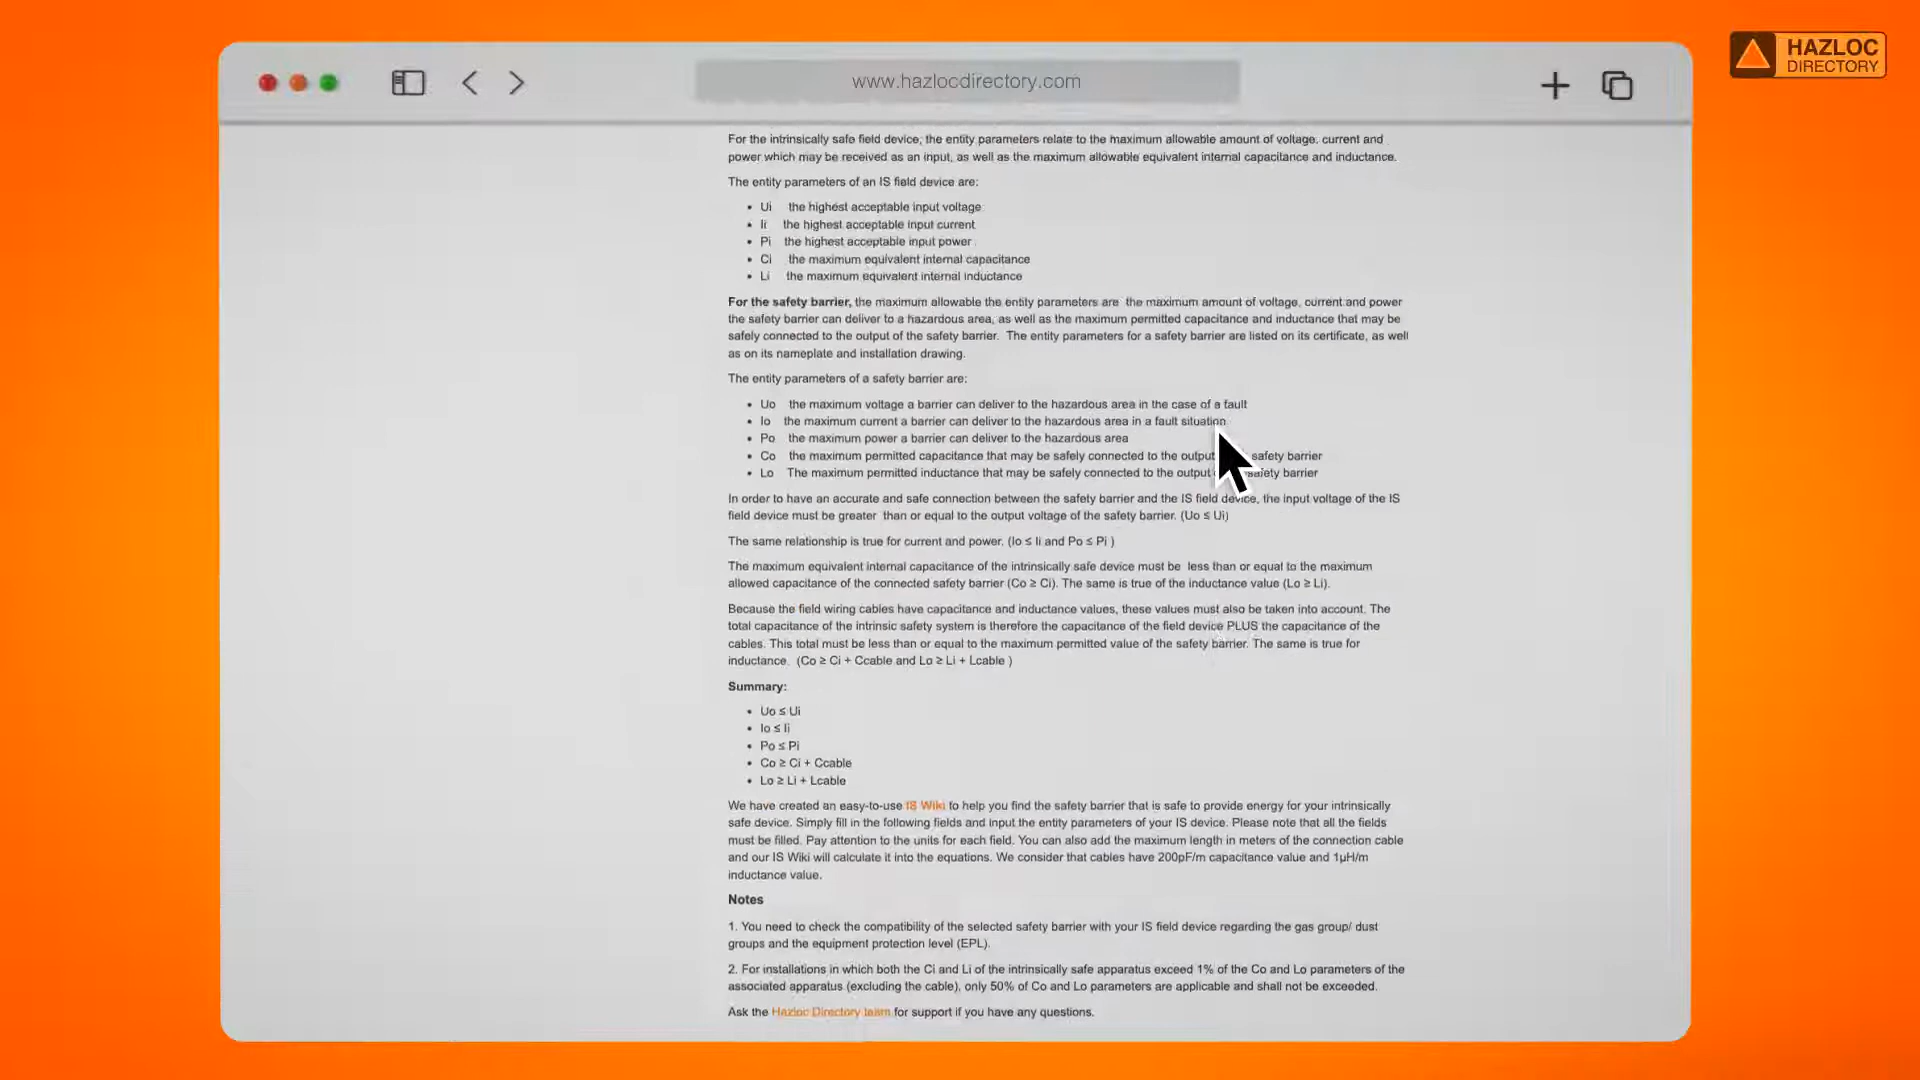 www.hazlocdirectory.com
HAZLOC
DIRECTORY
For the intrinsically safe field device; the entity parameters relate to the maximum allowable amount of voltage, current and
power which may be received as an input, as well as the maximum allowable equivalent internal capacitance and inductance.
The entity parameters of an IS field device are:
• Ui the highest acceptable input voltage
• Ii the highest acceptable input current
• Pi the highest acceptable input power
• Ci the maximum equivalent internal capacitance
• Li the maximum equivalent internal inductance
For the safety barrier, the maximum allowable the entity parameters are the maximum amount of voltage, current and power
the safety barrier can deliver to a hazardous area, as well as the maximum permitted capacitance and inductance that may be
safely connected to the output of the safety barrier. The entity parameters for a safety barrier are listed on its certificate, as well
as on its nameplate and installation drawing.
The entity parameters of a safety barrier are:
• Uo the maximum voltage a barrier can deliver to the hazardous area in the case of a fault
• Io the maximum current a barrier can deliver to the hazardous area in a fault situation
• Po the maximum power a barrier can deliver to the hazardous area
• Co the maximum permitted capacitance that may be safely connected to the output safety barrier
• Lo The maximum permitted inductance that may be safely connected to the output safety barrier
In order to have an accurate and safe connection between the safety barrier and the IS field device, the input voltage of the IS
field device must be greater than or equal to the output voltage of the safety barrier. (Uo ≤ Ui)
The same relationship is true for current and power. (Io ≤ Ii and Po ≤ Pi )
The maximum equivalent internal capacitance of the intrinsically safe device must be less than or equal to the maximum
allowed capacitance of the connected safety barrier (Co ≥ Ci). The same is true of the inductance value (Lo ≥ Li).
Because the field wiring cables have capacitance and inductance values, these values must also be taken into account. The
total capacitance of the intrinsic safety system is therefore the capacitance of the field device PLUS the capacitance of the
cables. This total must be less than or equal to the maximum permitted value of the safety barrier. The same is true for
inductance. (Co ≥ Ci + Ccable and Lo ≥ Li + Lcable )
Summary:
• Uo ≤ Ui
• Io ≤ Ii
• Po ≤ Pi
• Co ≥ Ci + Ccable
• Lo ≥ Li + Lcable
We have created an easy-to-use IS Wiki to help you find the safety barrier that is safe to provide energy for your intrinsically
safe device. Simply fill in the following fields and input the entity parameters of your IS device. Please note that all the fields
must be filled. Pay attention to the units for each field. You can also add the maximum length in meters of the connection cable
and our IS Wiki will calculate it into the equations. We consider that cables have 200pF/m capacitance value and 1µH/m
inductance value.
Notes
1. You need to check the compatibility of the selected safety barrier with your IS field device regarding the gas group/ dust
groups and the equipment protection level (EPL).
2. For installations in which both the Ci and Li of the intrinsically safe apparatus exceed 1% of the Co and Lo parameters of the
associated apparatus (excluding the cable), only 50% of Co and Lo parameters are applicable and shall not be exceeded.
Ask the Hazloc Directory team for support if you have any questions.